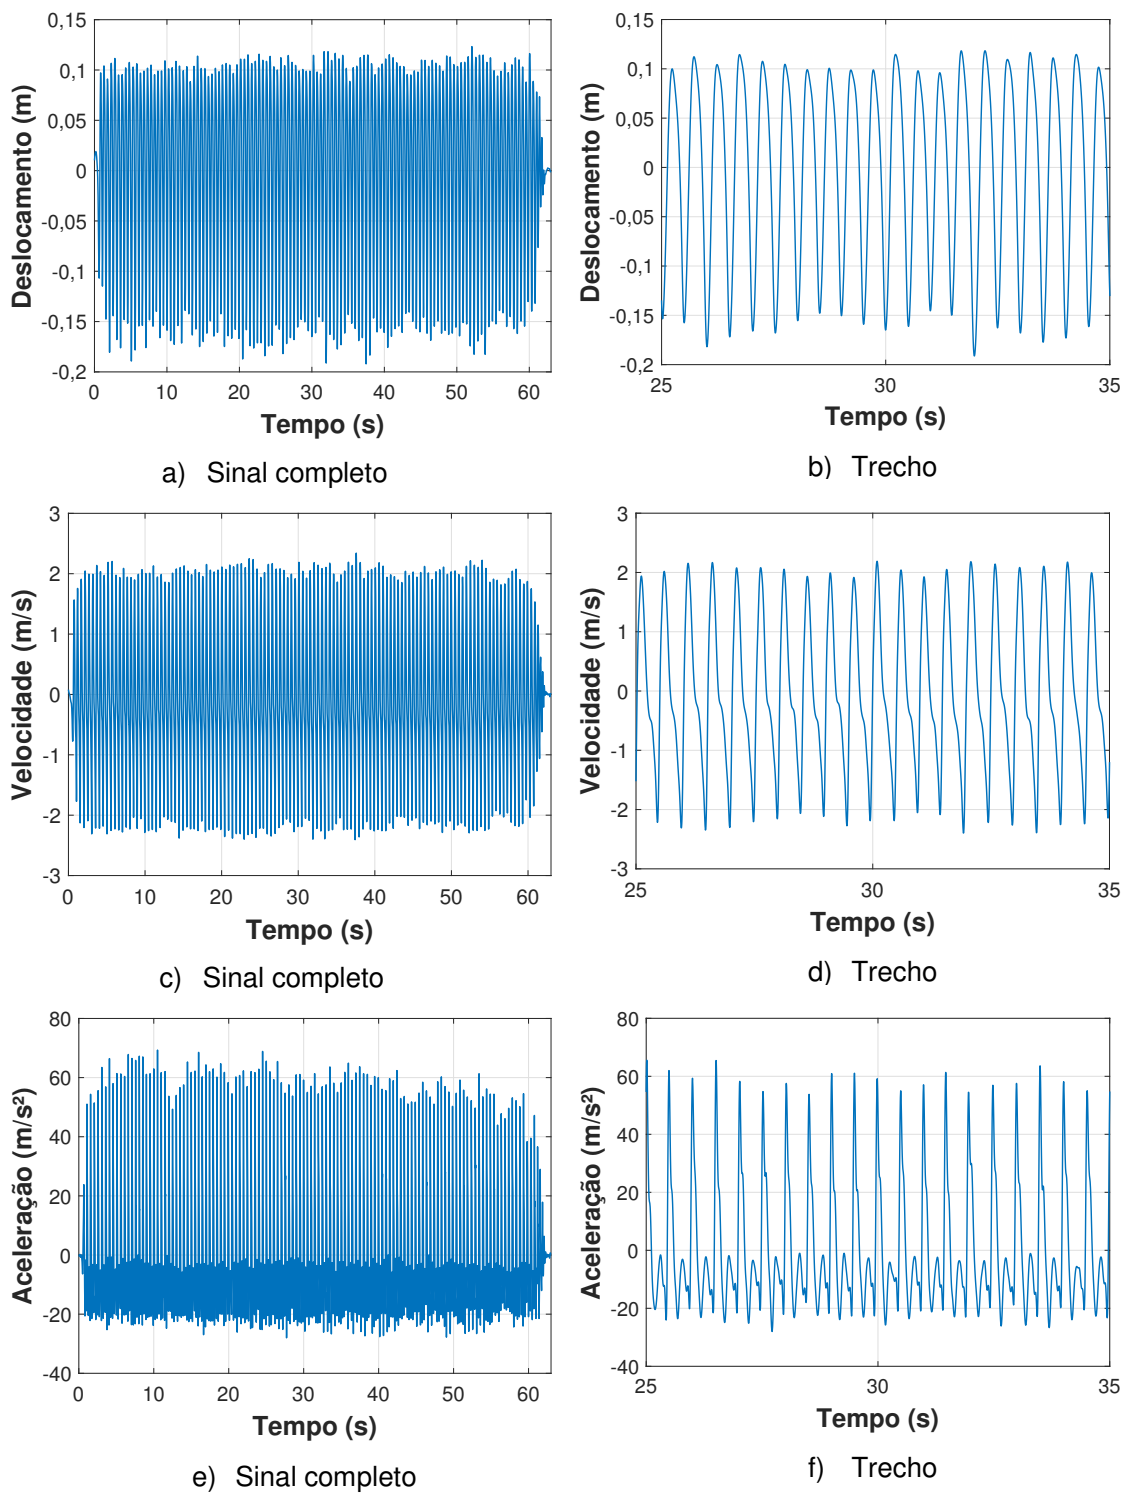 0,15
0,1
0,05
0
-0,05
-0,1
-0,15
-0,2
0 10 20 30 40 50 60
Deslocamento (m)
Tempo (s)
a) Sinal completo
0,15
0,1
0,05
0
-0,05
-0,1
-0,15
-0,2
25 30 35
Deslocamento (m)
Tempo (s)
b) Trecho
3
2
1
0
-1
-2
-3
0 10 20 30 40 50 60
Velocidade (m/s)
Tempo (s)
c) Sinal completo
3
2
1
0
-1
-2
-3
25 30 35
Velocidade (m/s)
Tempo (s)
d) Trecho
80
60
40
20
0
-20
-40
0 10 20 30 40 50 60
Aceleração (m/s²)
Tempo (s)
e) Sinal completo
80
60
40
20
0
-20
-40
25 30 35
Aceleração (m/s²)
Tempo (s)
f) Trecho